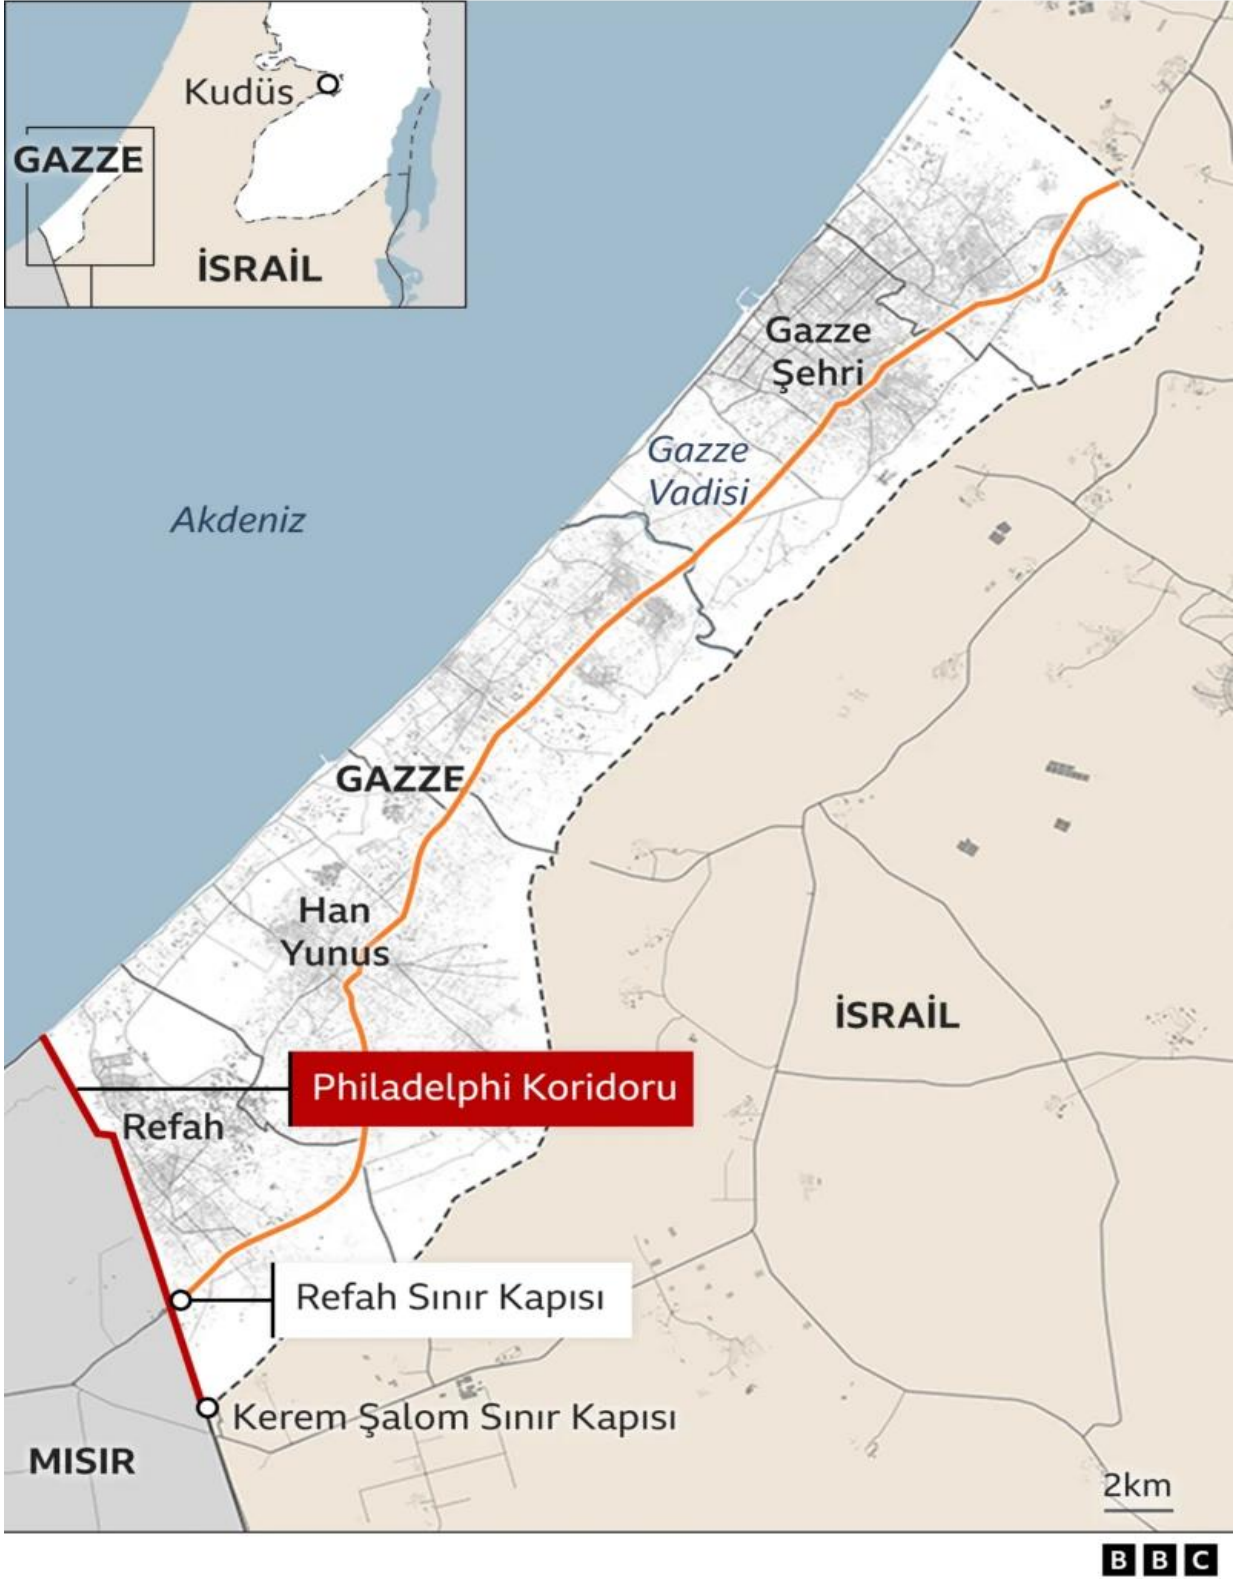 Kudüs
GAZZE
İSRAİL
Gazze
Şehri
Gazze
Vadisi
Akdeniz
GAZZE
Han
Yunus
İSRAİL
Philadelphi Koridoru
Refah
Refah Sınır Kapısı
Kerem Şalom Sınır Kapısı
MISIR
2km
BBC